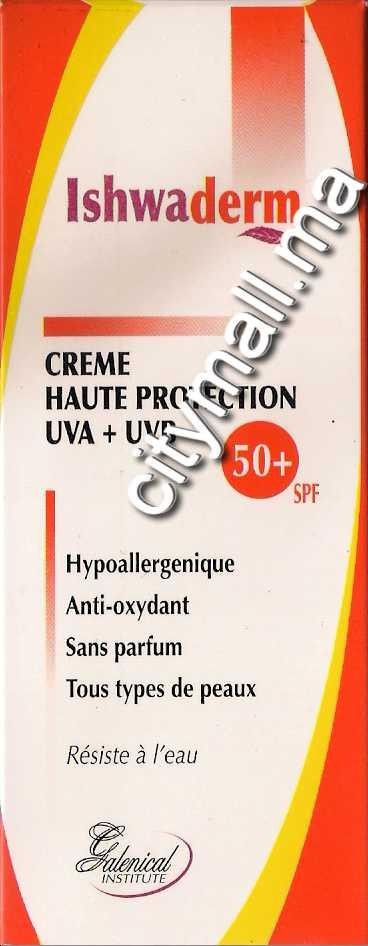 Ishwaderm
CREME
HAUTE PROTECTION
UVA + UVB
50+
SPF
citymall.ma
Hypoallergenique
Anti-oxydant
Sans parfum
Tous types de peaux
Résiste à l'eau
Galenical
INSTITUTE